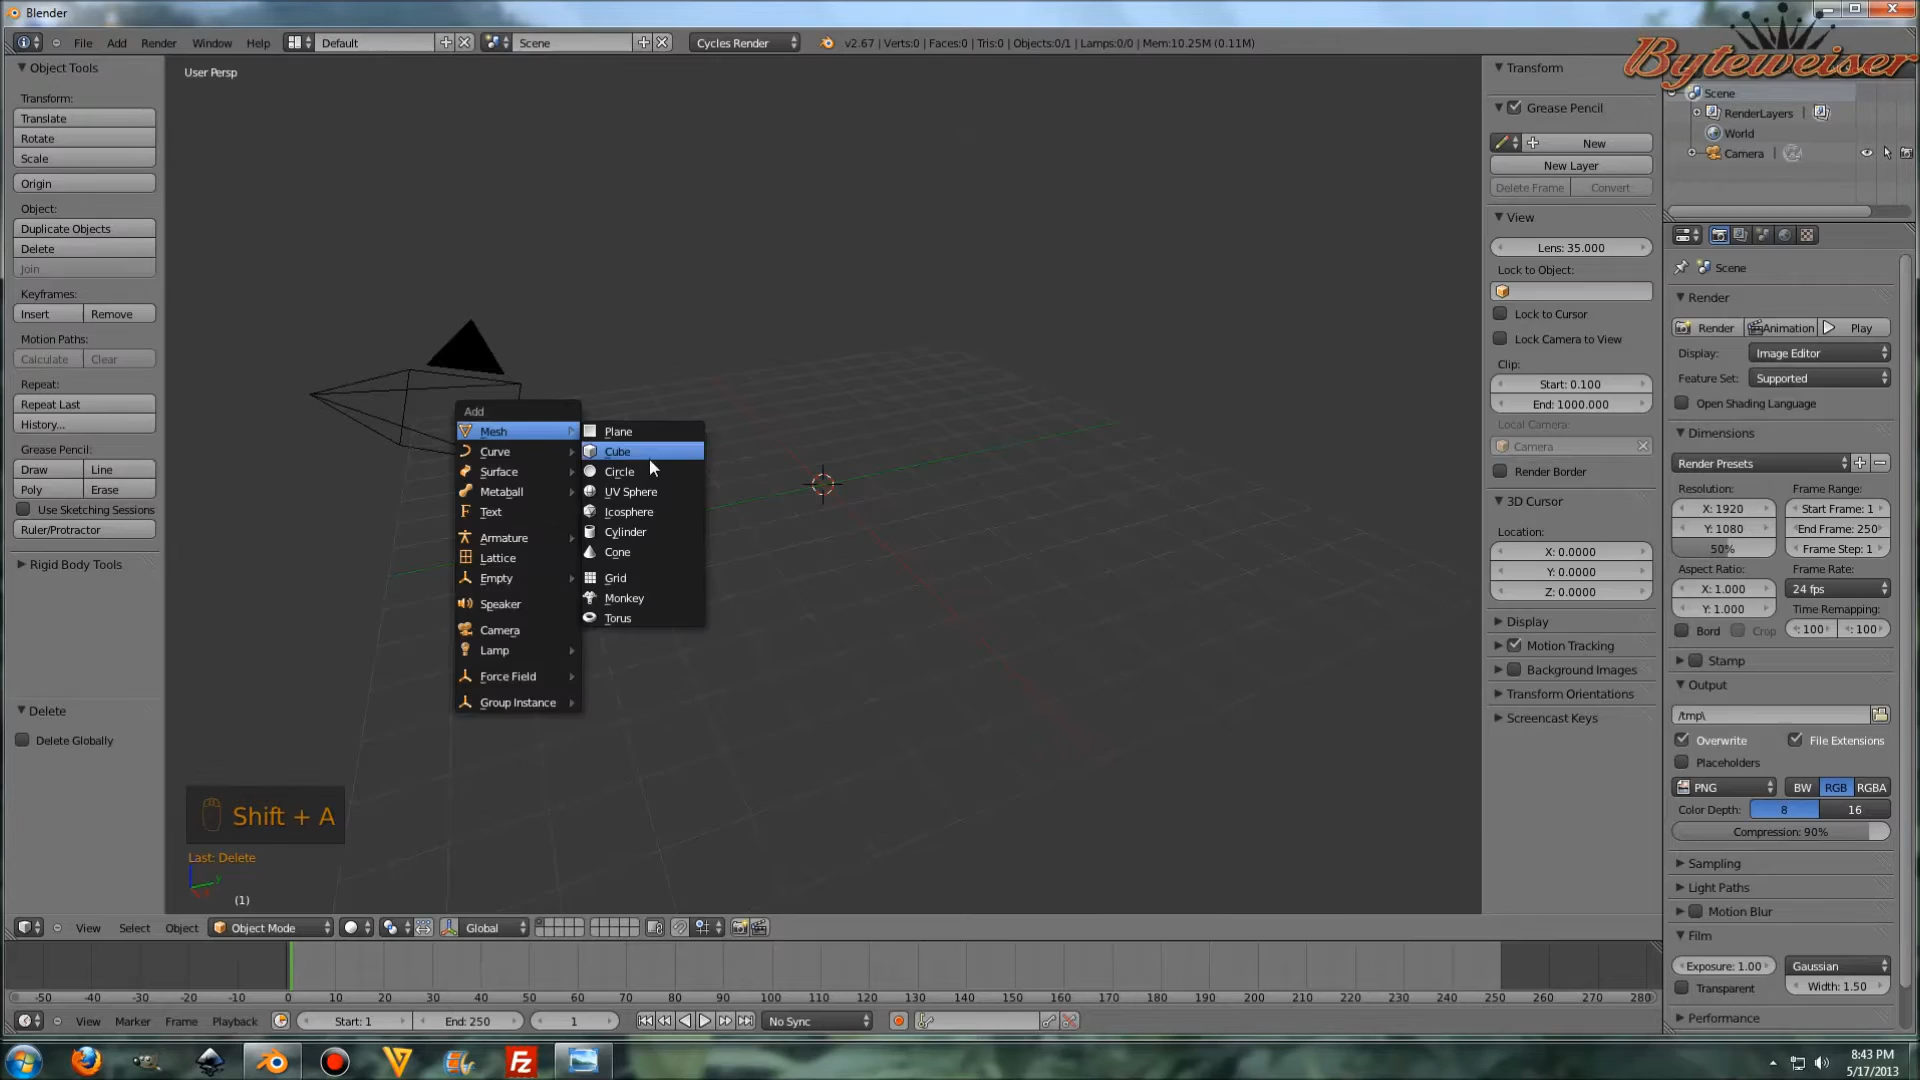 Blender
File Add Render Window Help Default Scene Cycles Render v2.67 | Verts:0 | Faces:0 | Tris:0 | Objects:0/1 | Lamps:0/0 | Mem:10.25M (0.11M)
Byteweiser
Object Tools
Transform:
Translate
Rotate
Scale
Origin
Object:
Duplicate Objects
Delete
Join
Keyframes:
Insert Remove
Motion Paths:
Calculate Clear
Repeat:
Repeat Last
History...
Grease Pencil:
Draw Line
Poly Erase
Use Sketching Sessions
Ruler/Protractor
Rigid Body Tools
Delete
Delete Globally
User Persp
Add
Mesh
Curve
Surface
Metaball
Text
Armature
Lattice
Empty
Speaker
Camera
Lamp
Force Field
Group Instance
Plane
Cube
Circle
UV Sphere
Icosphere
Cylinder
Cone
Grid
Monkey
Torus
Shift + A
Last: Delete
(1)
Transform
Grease Pencil
New
New Layer
Delete Frame Convert
View
Lens: 35.000
Lock to Object:
Lock to Cursor
Lock Camera to View
Clip:
Start: 0.100
End: 1000.000
Local Camera:
Camera
Render Border
3D Cursor
Location:
X: 0.0000
Y: 0.0000
Z: 0.0000
Display
Motion Tracking
Background Images
Transform Orientations
Screencast Keys
Scene
RenderLayers
World
Camera
Scene
Render
Render Animation Play
Display: Image Editor
Feature Set: Supported
Open Shading Language
Dimensions
Render Presets
Resolution: Frame Range:
X: 1920 Start Frame: 1
Y: 1080 End Frame: 250
50% Frame Step: 1
Aspect Ratio: Frame Rate:
X: 1.000 24 fps
Y: 1.000 Time Remapping:
Bord Crop : 100 : 100
Stamp
Output
/tmp\
Overwrite File Extensions
Placeholders
PNG BW RGB RGBA
Color Depth: 8 16
Compression: 90%
Sampling
Light Paths
Motion Blur
Film
Exposure: 1.00 Gaussian
Transparent Width: 1.50
Performance
View Select Object Object Mode Global
-50 -40 -30 -20 -10 0 10 20 30 40 50 60 70 80 90 100 110 120 130 140 150 160 170 180 190 200 210 220 230 240 250 260 270 280
View Marker Frame Playback Start: 1 End: 250 1 No Sync
8:43 PM
5/17/2013